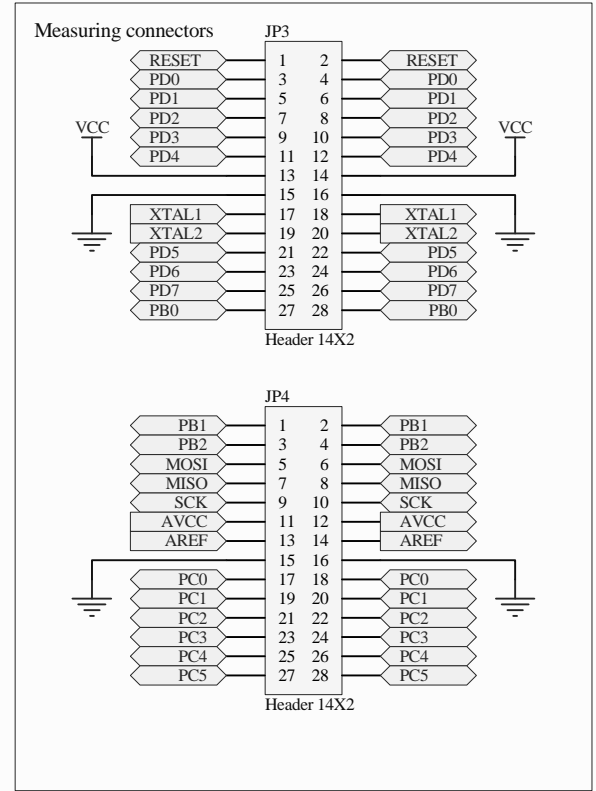 Measuring connectors
JP3
RESET 1 2 RESET
PD0 3 4 PD0
PD1 5 6 PD1
PD2 7 8 PD2
VCC PD3 9 10 PD3 VCC
PD4 11 12 PD4
13 14
15 16
XTAL1 17 18 XTAL1
XTAL2 19 20 XTAL2
PD5 21 22 PD5
PD6 23 24 PD6
PD7 25 26 PD7
PB0 27 28 PB0
Header 14X2
JP4
PB1 1 2 PB1
PB2 3 4 PB2
MOSI 5 6 MOSI
MISO 7 8 MISO
SCK 9 10 SCK
AVCC 11 12 AVCC
AREF 13 14 AREF
15 16
PC0 17 18 PC0
PC1 19 20 PC1
PC2 21 22 PC2
PC3 23 24 PC3
PC4 25 26 PC4
PC5 27 28 PC5
Header 14X2